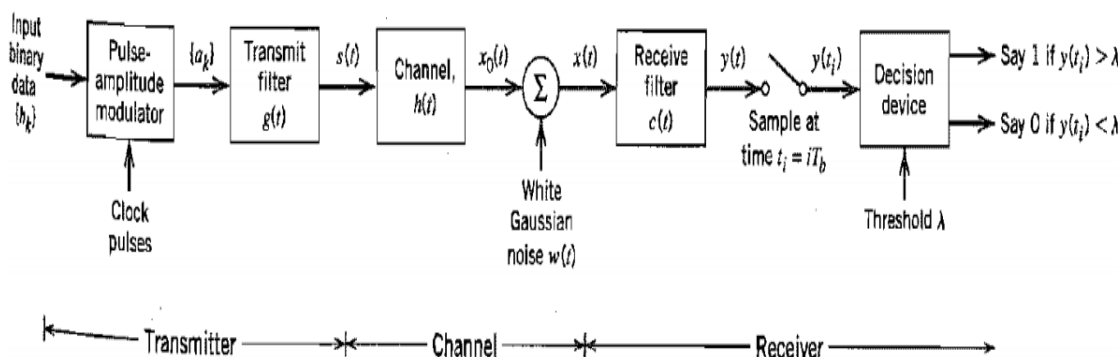 Input
binary
data
{b_k}
Pulse-
amplitude
modulator
Clock
pulses
{a_k}
Transmit
filter
g(t)
s(t)
Channel,
h(t)
x₀(t)
Σ
White
Gaussian
noise w(t)
x(t)
Receive
filter
c(t)
y(t)
y(t_i)
Sample at
time t_i = iT_b
Decision
device
Threshold λ
Say 1 if y(t_i) > λ
Say 0 if y(t_i) < λ
Transmitter
Channel
Receiver